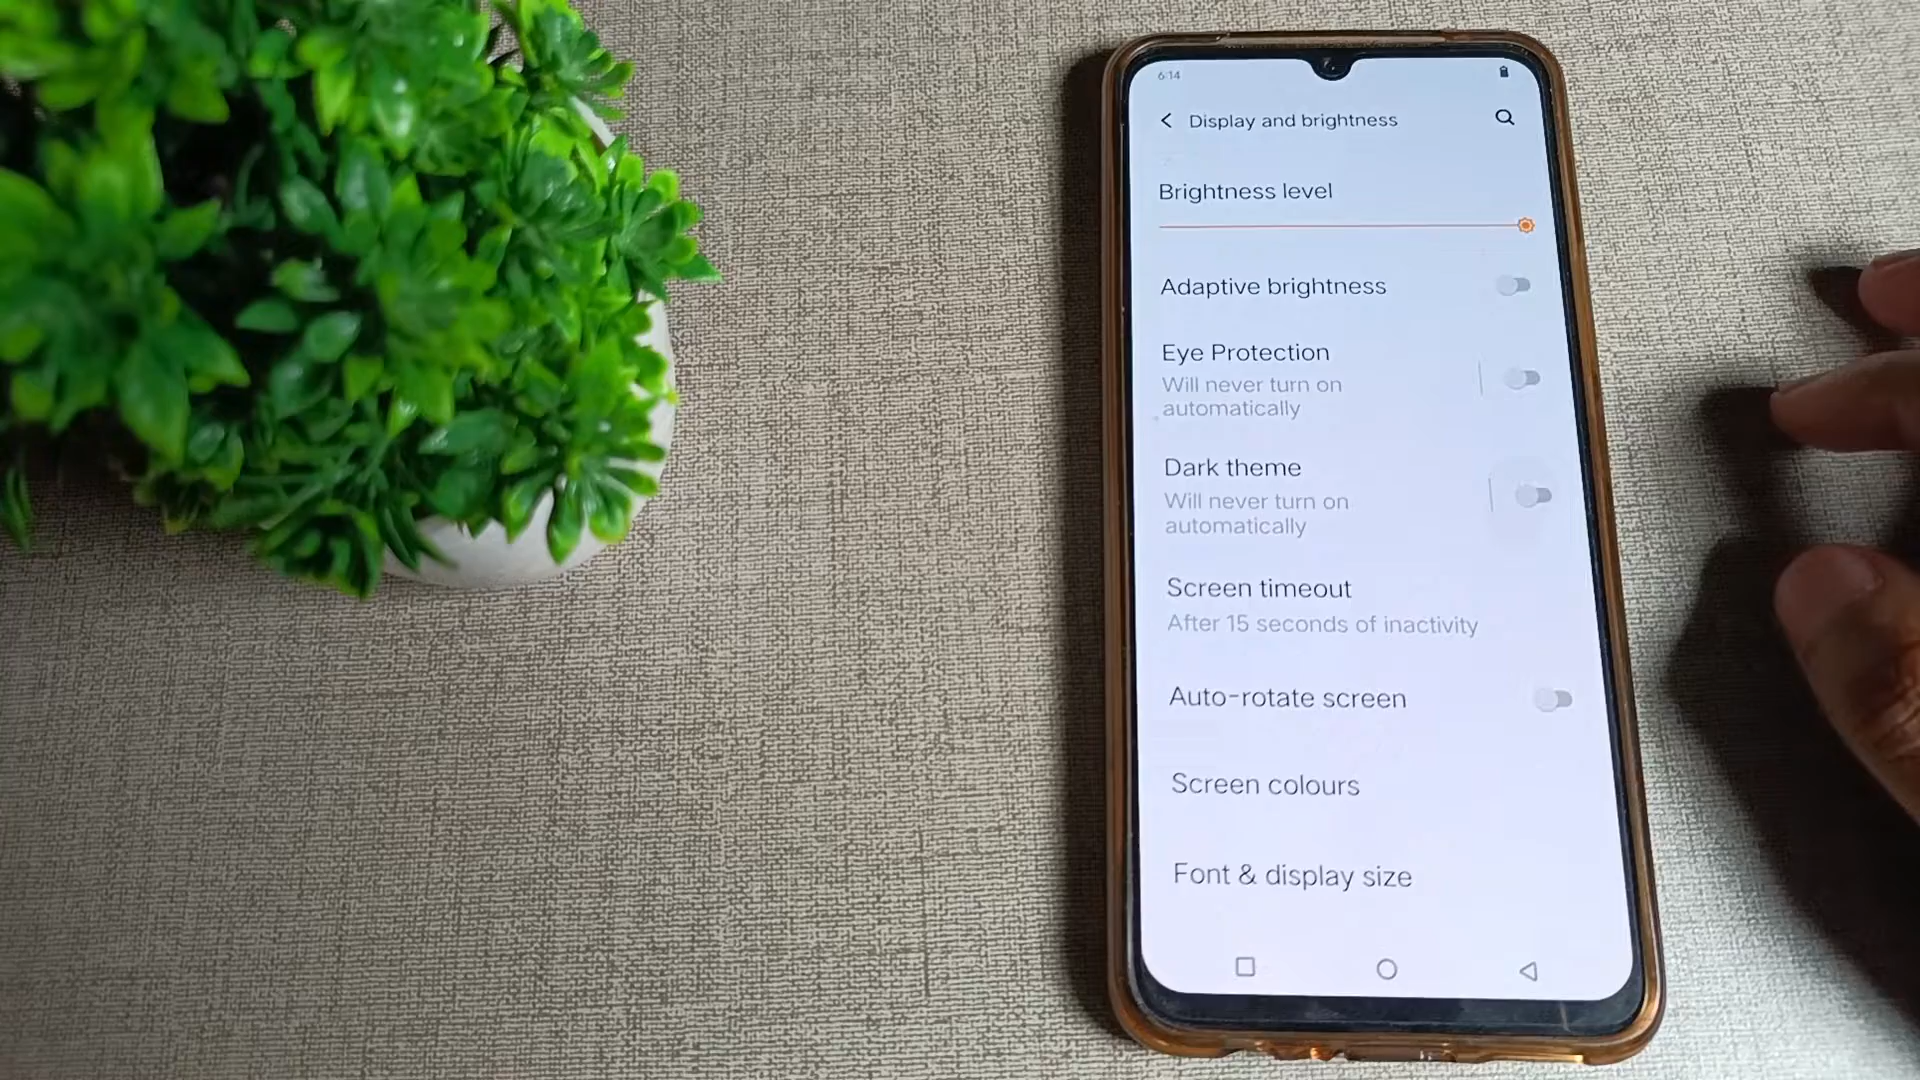 6:14
Display and brightness
Brightness level
Adaptive brightness
Eye Protection
Will never turn on
automatically
Dark theme
Will never turn on
automatically
Screen timeout
After 15 seconds of inactivity
Auto-rotate screen
Screen colours
Font & display size